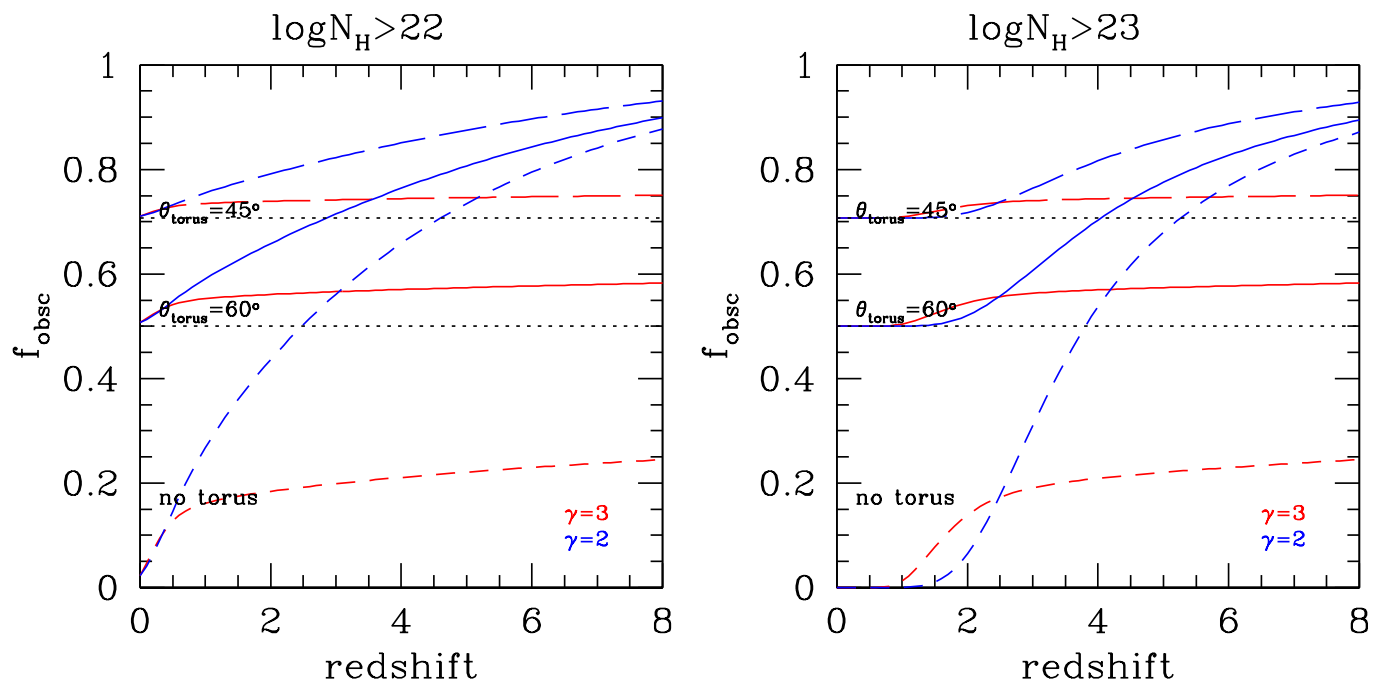 logN_H>22
1
0.8
0.6
0.4
0.2
0
f_obsc
θ_torus=45°
θ_torus=60°
no torus
γ=3
γ=2
0 2 4 6 8
redshift
logN_H>23
1
0.8
0.6
0.4
0.2
0
f_obsc
θ_torus=45°
θ_torus=60°
no torus
γ=3
γ=2
0 2 4 6 8
redshift